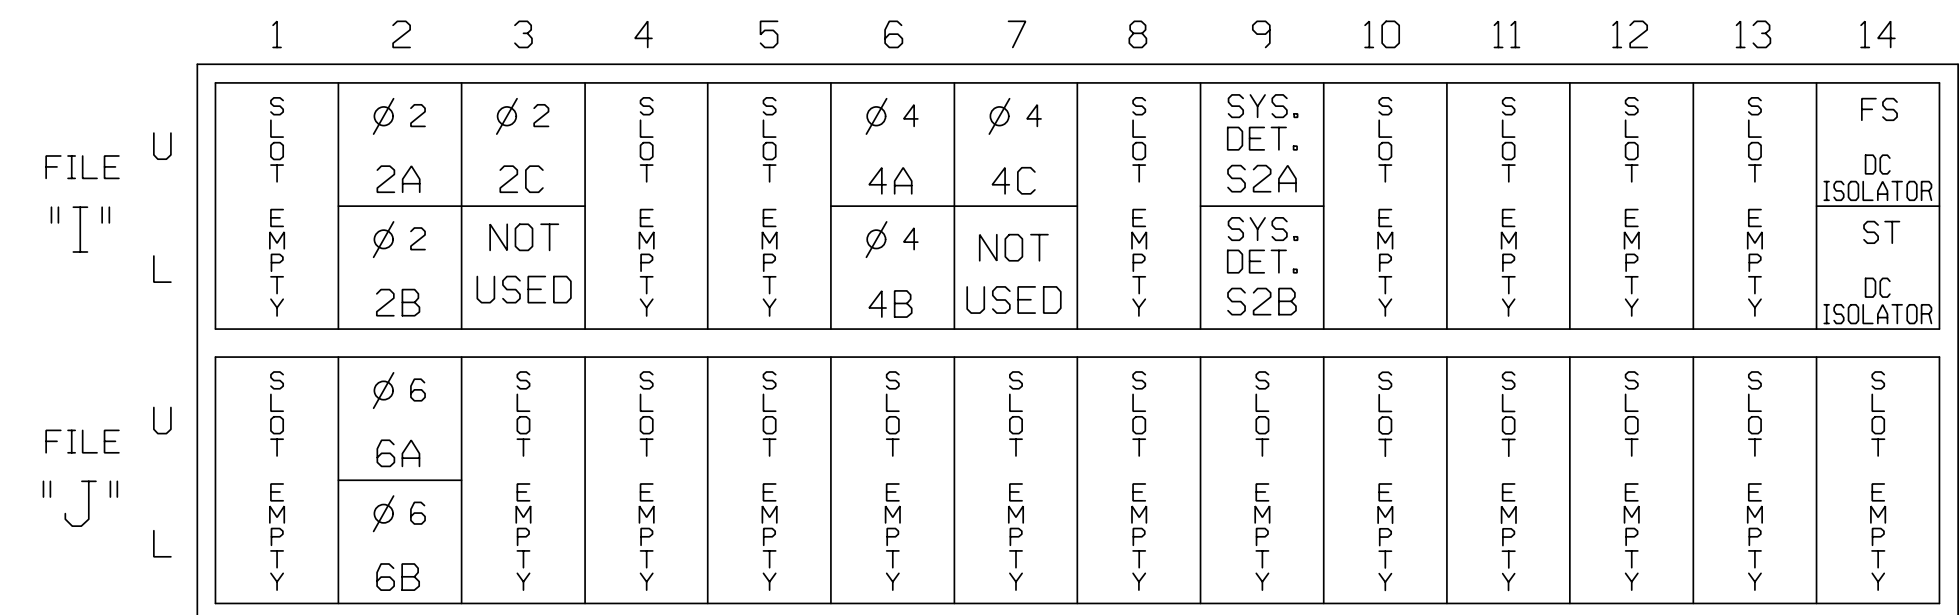 1 2 3 4 5 6 7 8 9 10 11 12 13 14
FILE "I"
U
L
SLOT EMPTY
Ø 2
2A
Ø 2
2B
Ø 2
2C
NOT
USED
SLOT EMPTY
SLOT EMPTY
Ø 4
4A
Ø 4
4B
Ø 4
4C
NOT
USED
SLOT EMPTY
SYS.
DET.
S2A
SYS.
DET.
S2B
SLOT EMPTY
SLOT EMPTY
SLOT EMPTY
SLOT EMPTY
FS
DC
ISOLATOR
ST
DC
ISOLATOR
FILE "J"
U
L
SLOT EMPTY
Ø 6
6A
Ø 6
6B
SLOT EMPTY
SLOT EMPTY
SLOT EMPTY
SLOT EMPTY
SLOT EMPTY
SLOT EMPTY
SLOT EMPTY
SLOT EMPTY
SLOT EMPTY
SLOT EMPTY
SLOT EMPTY
SLOT EMPTY